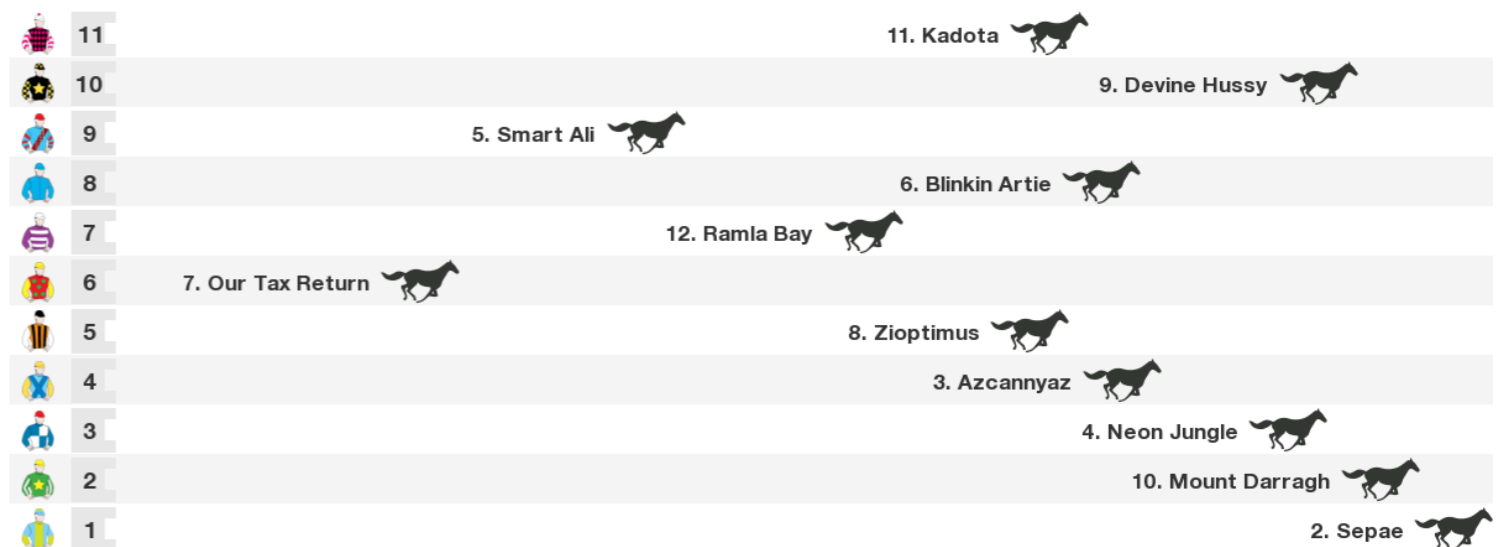 11 11. Kadota
10 9. Devine Hussy
9 5. Smart Ali
8 6. Blinkin Artie
7 12. Ramla Bay
6 7. Our Tax Return
5 8. Zioptimus
4 3. Azcannyaz
3 4. Neon Jungle
2 10. Mount Darragh
1 2. Sepae